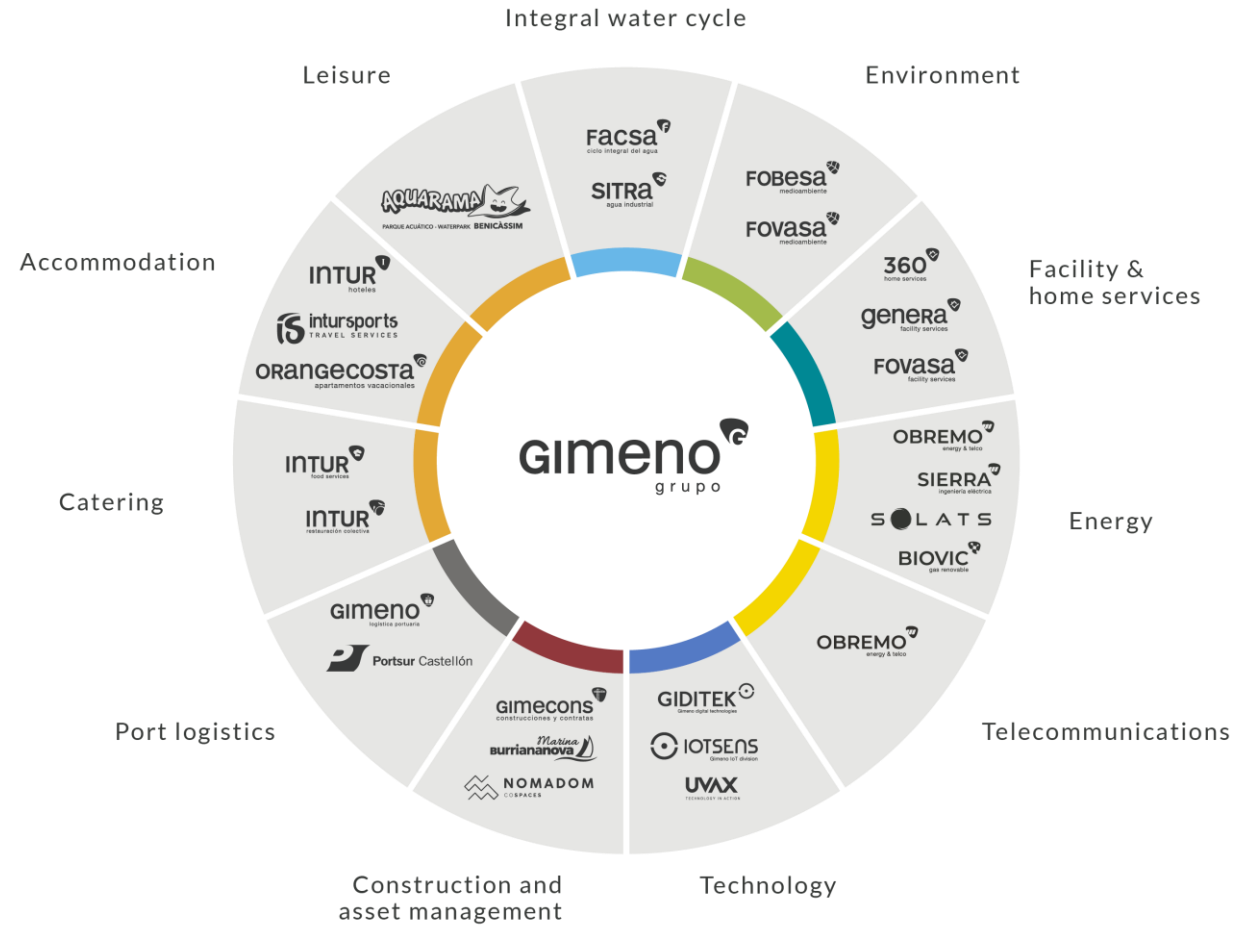 Integral water cycle
Leisure
Environment
FACSA
ciclo integral del agua
SITRA
agua industrial
FOBESA
medioambiente
FOVASA
medioambiente
AQUARAMA
PARQUE ACUÁTICO - WATERPARK BENICÀSSIM
Accommodation
INTUR
hoteles
intursports
TRAVEL SERVICES
ORANGECOSTA
apartamentos vacacionales
360
home services
genera
facility services
FOVASA
facility services
Facility &
home services
GIMENO
grupo
Catering
INTUR
food services
INTUR
restauración colectiva
OBREMO
energy & telco
SIERRA
ingeniería eléctrica
SOLATS
BIOVIC
gas renovable
Energy
GIMENO
logística portuaria
Portsur Castellón
Port logistics
OBREMO
energy & telco
Telecommunications
GIMECONS
construcciones y contratas
Marina
BURRIANANOVA
NOMADOM
COSPACES
Construction and
asset management
GIDITEK
Gimeno digital technologies
IOTSENS
Gimeno IoT division
UVAX
TECHNOLOGY IN ACTION
Technology